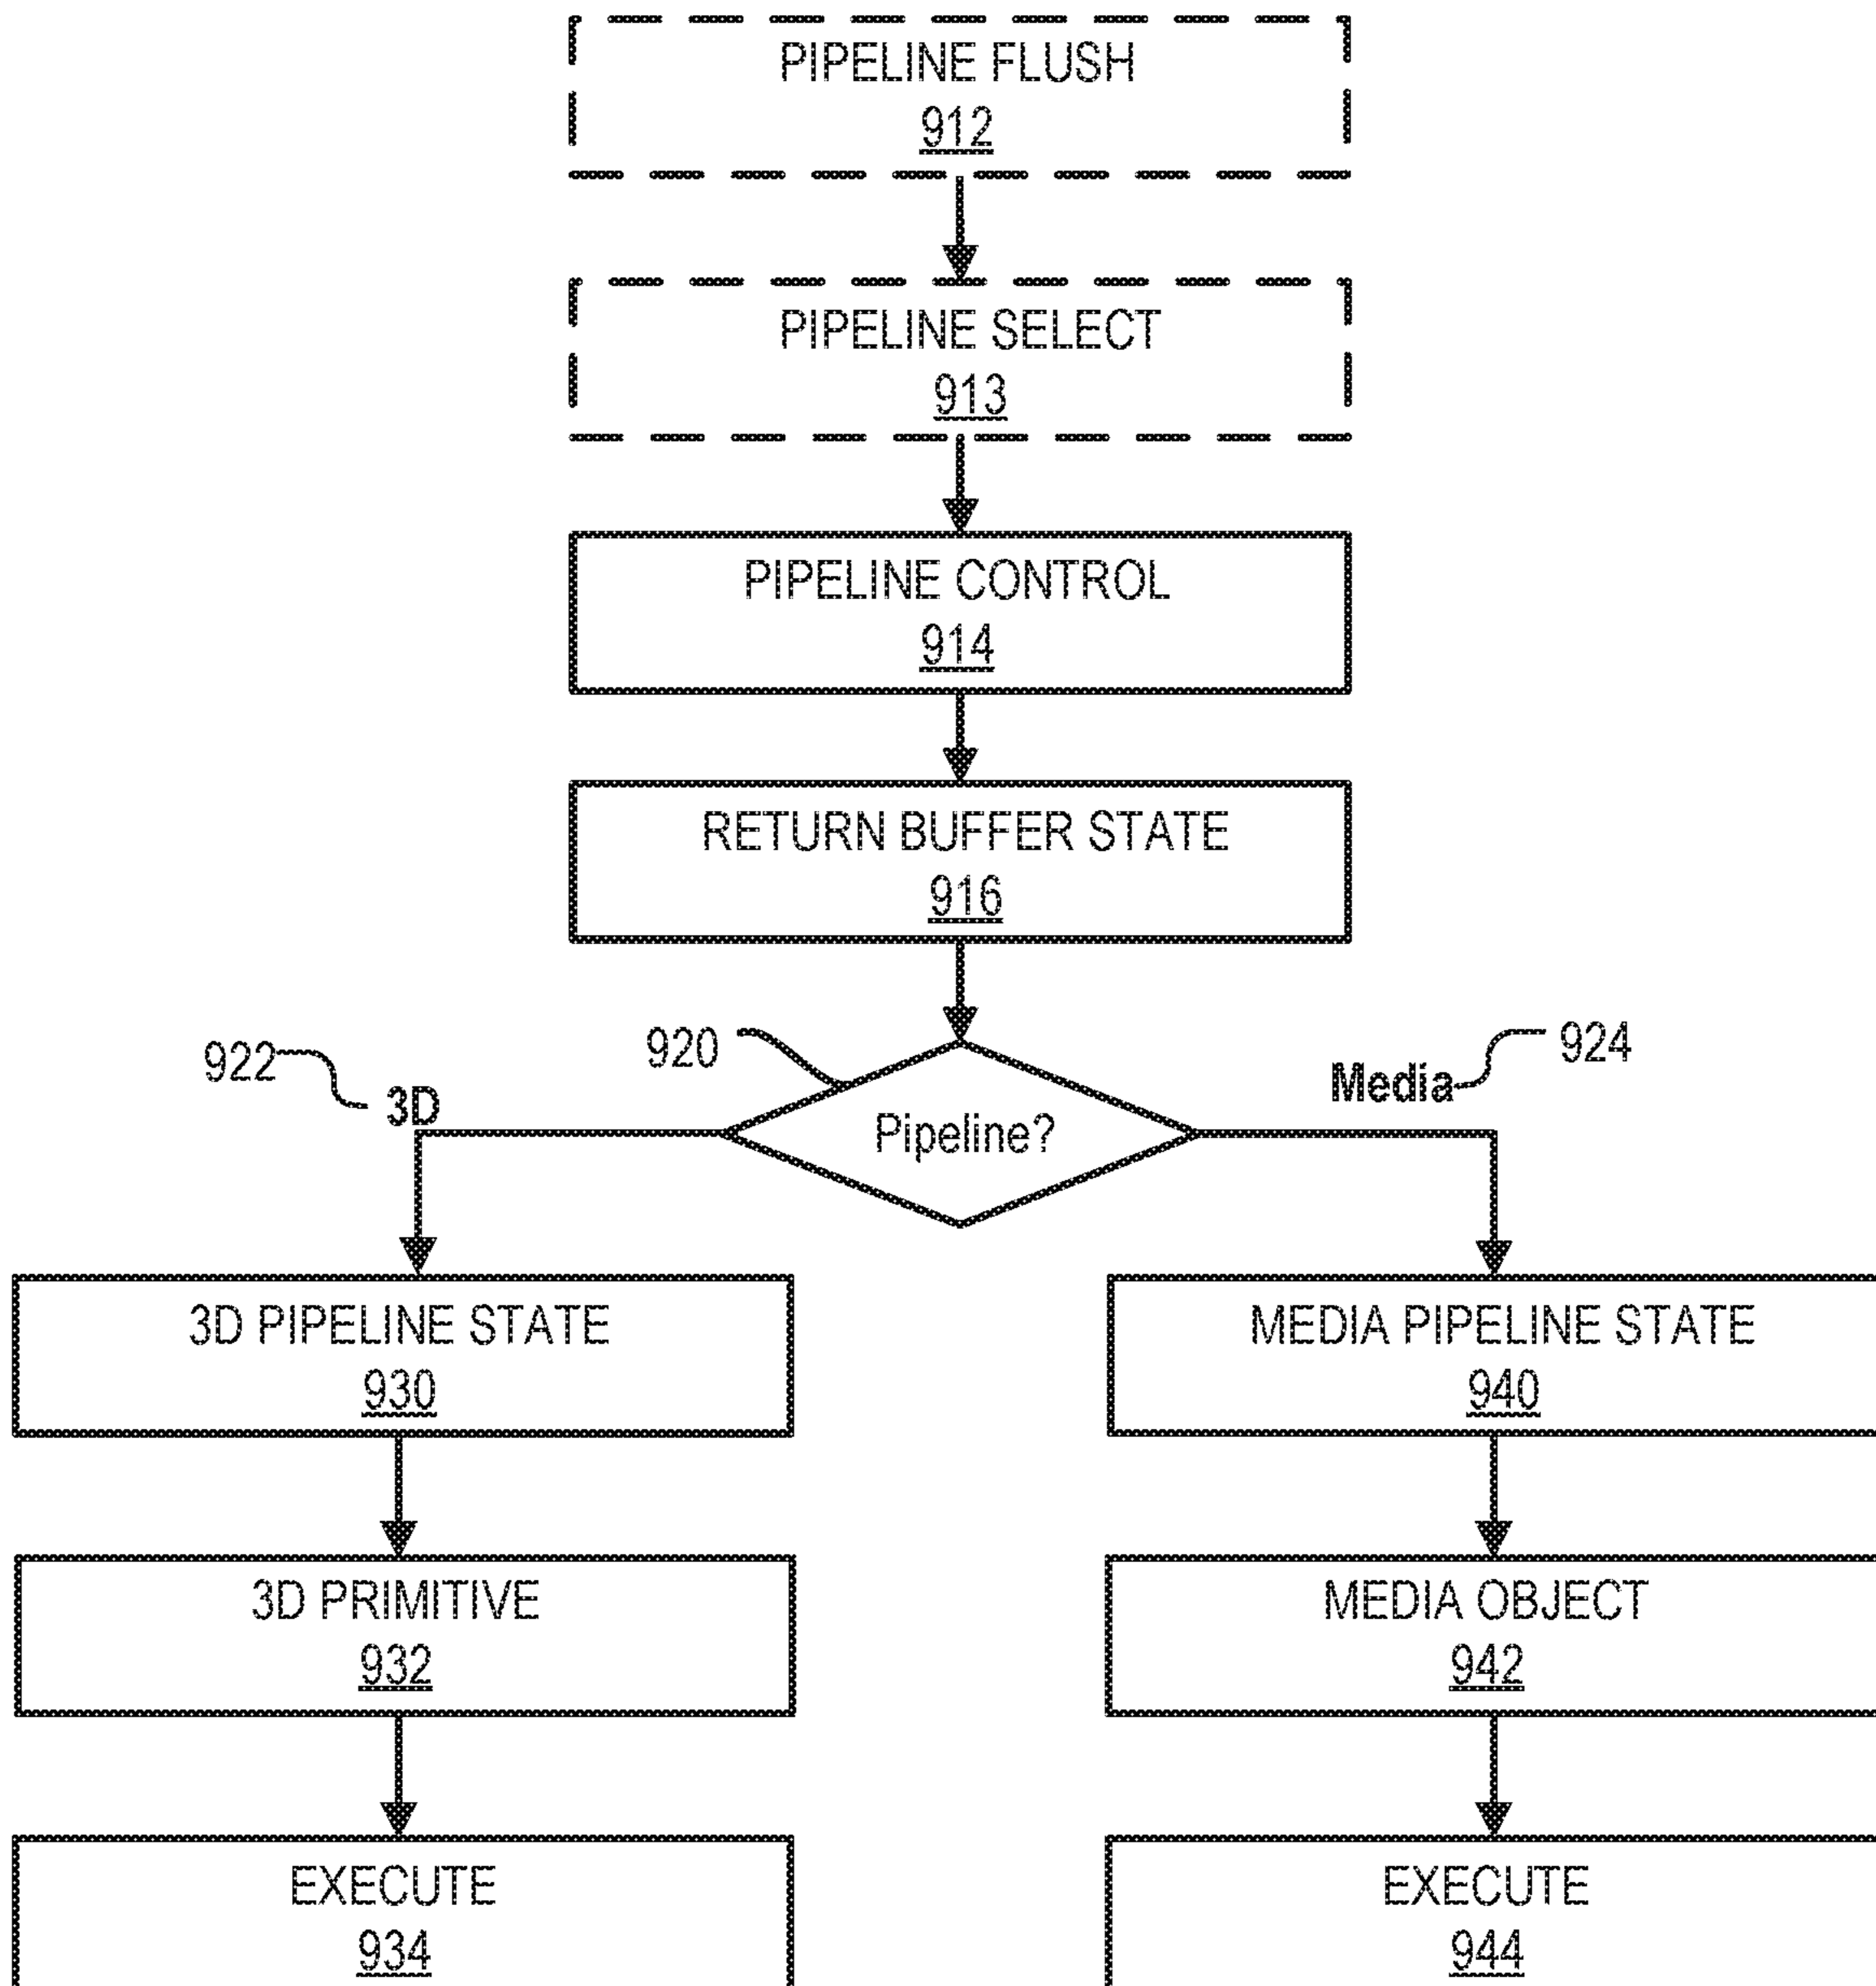 PIPELINE FLUSH
912
PIPELINE SELECT
913
PIPELINE CONTROL
914
RETURN BUFFER STATE
916
922
920
924
3D
Media
Pipeline?
3D PIPELINE STATE
930
MEDIA PIPELINE STATE
940
3D PRIMITIVE
932
MEDIA OBJECT
942
EXECUTE
934
EXECUTE
944